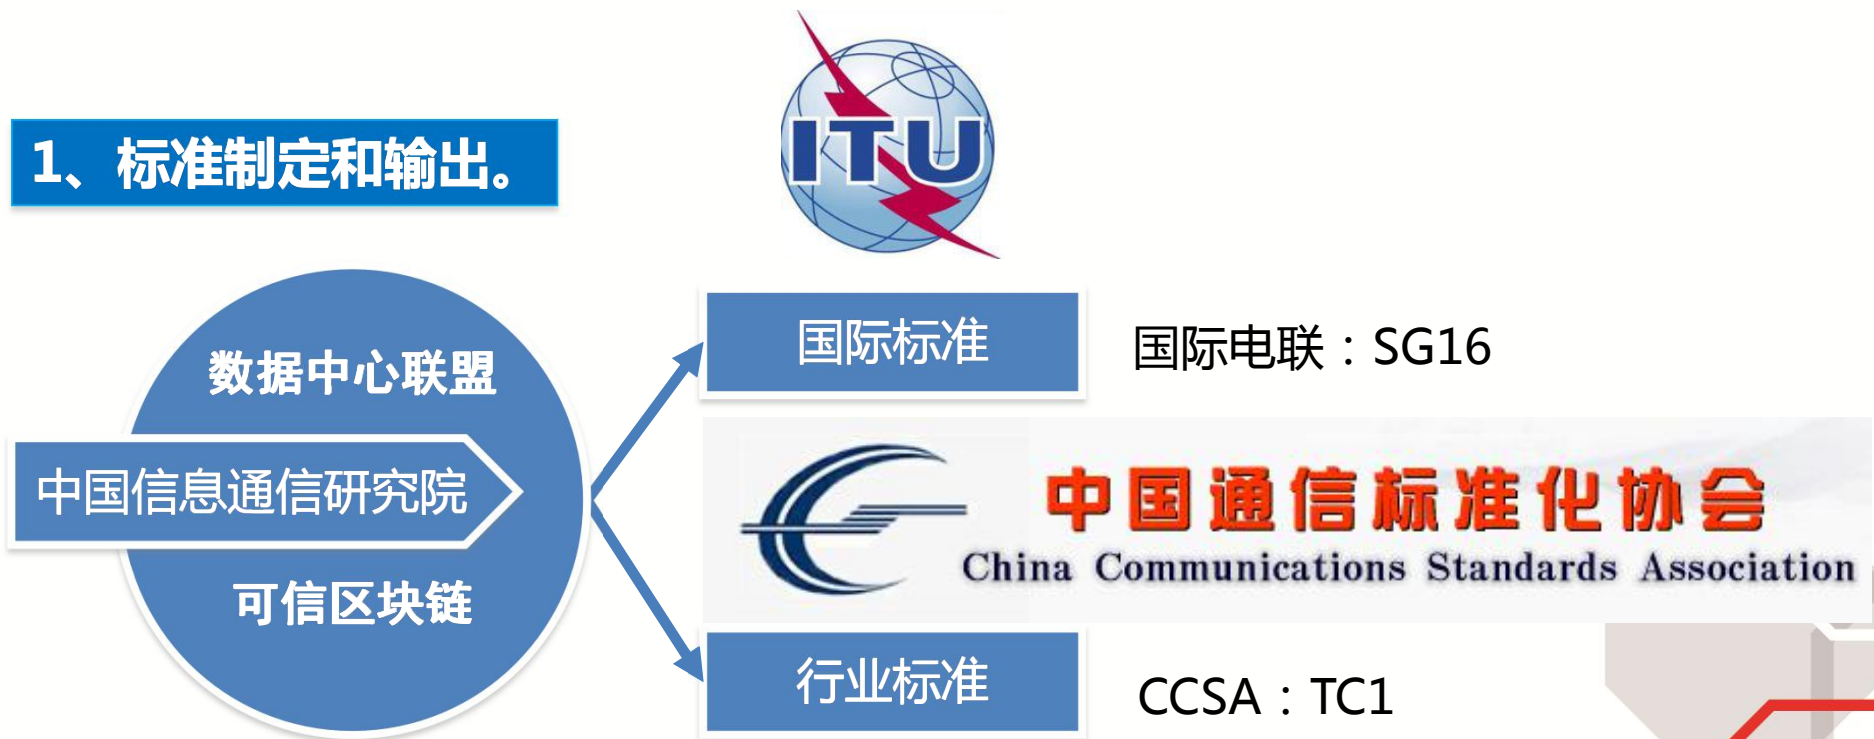 ITU
1、标准制定和输出。
数据中心联盟
中国信息通信研究院
可信区块链
国际标准
国际电联：SG16
中国通信标准化协会
China Communications Standards Association
行业标准
CCSA：TC1